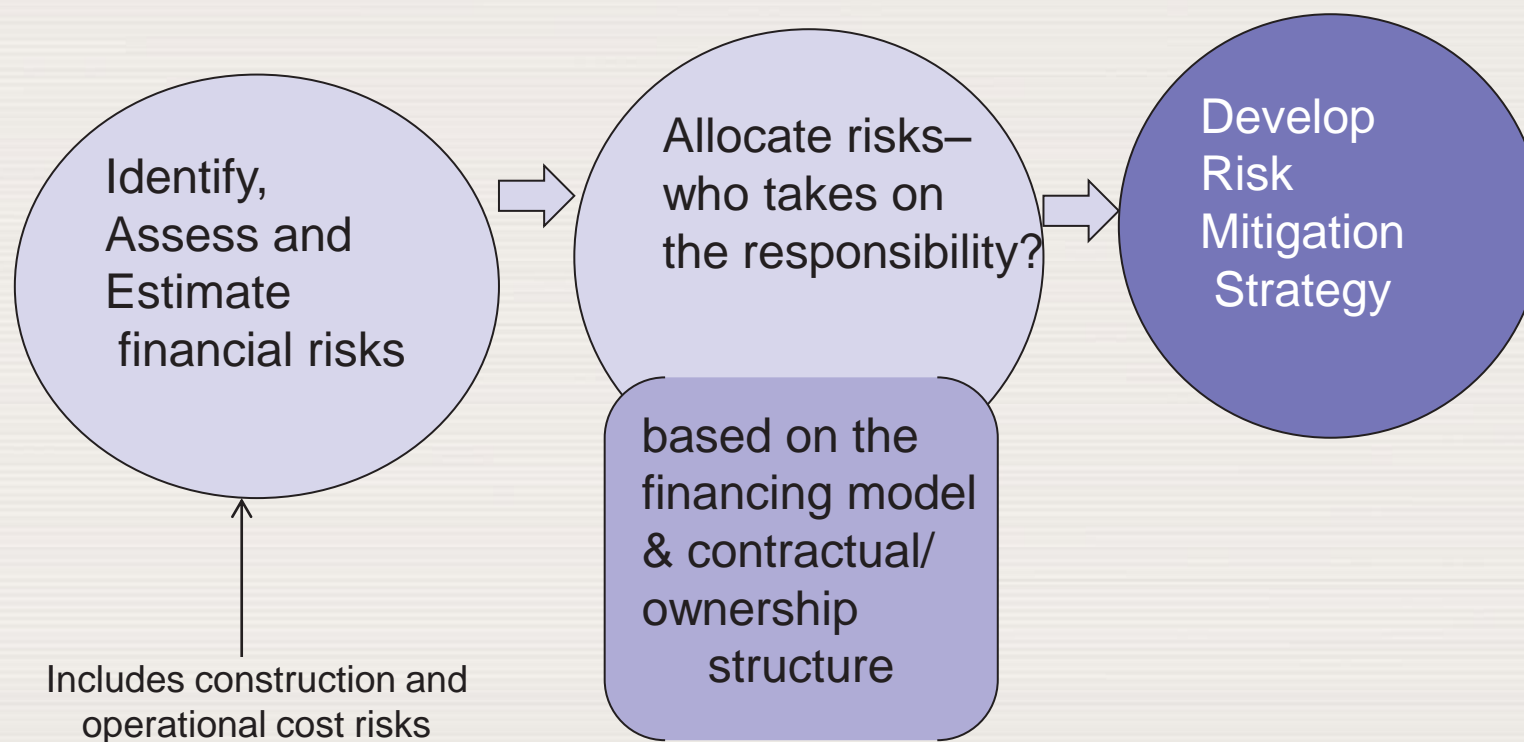 Identify,
Assess and
Estimate
financial risks
Includes construction and
operational cost risks
Allocate risks–
who takes on
the responsibility?
based on the
financing model
& contractual/
ownership
structure
Develop
Risk
Mitigation
Strategy